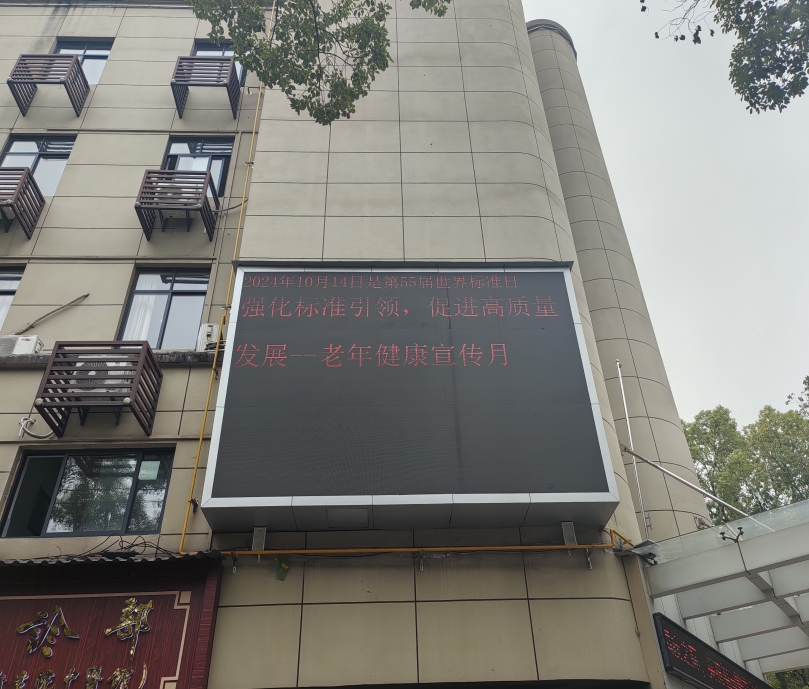 2024年10月14日是第55届世界标准日
强化标准引领，促进高质量
发展--老年健康宣传月